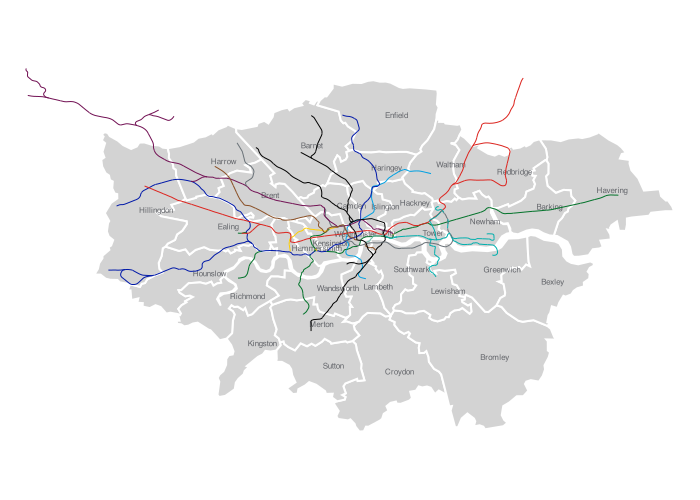 Enfield
Barnet
Harrow
Haringey
Waltham
Redbridge
Havering
Brent
Hillingdon
Camden
Islington
Hackney
Barking
Newham
Ealing
Tower
Kensington
Hammersmith
Hounslow
Southwark
Greenwich
Bexley
Richmond
Wandsworth
Lambeth
Lewisham
Merton
Kingston
Sutton
Croydon
Bromley